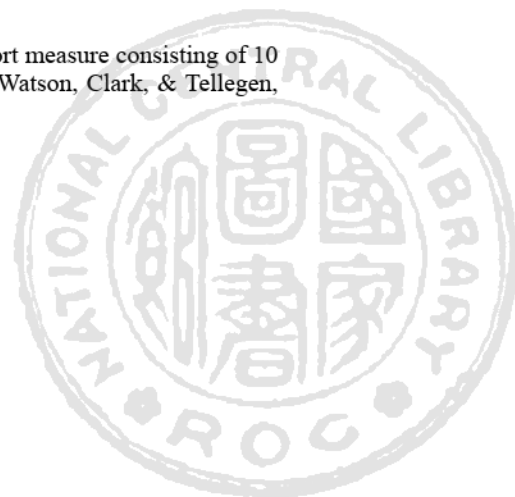 ort measure consisting of 10
Watson, Clark, & Tellegen,
NATIONAL CENTRAL LIBRARY
國家
圖書
館
ROC